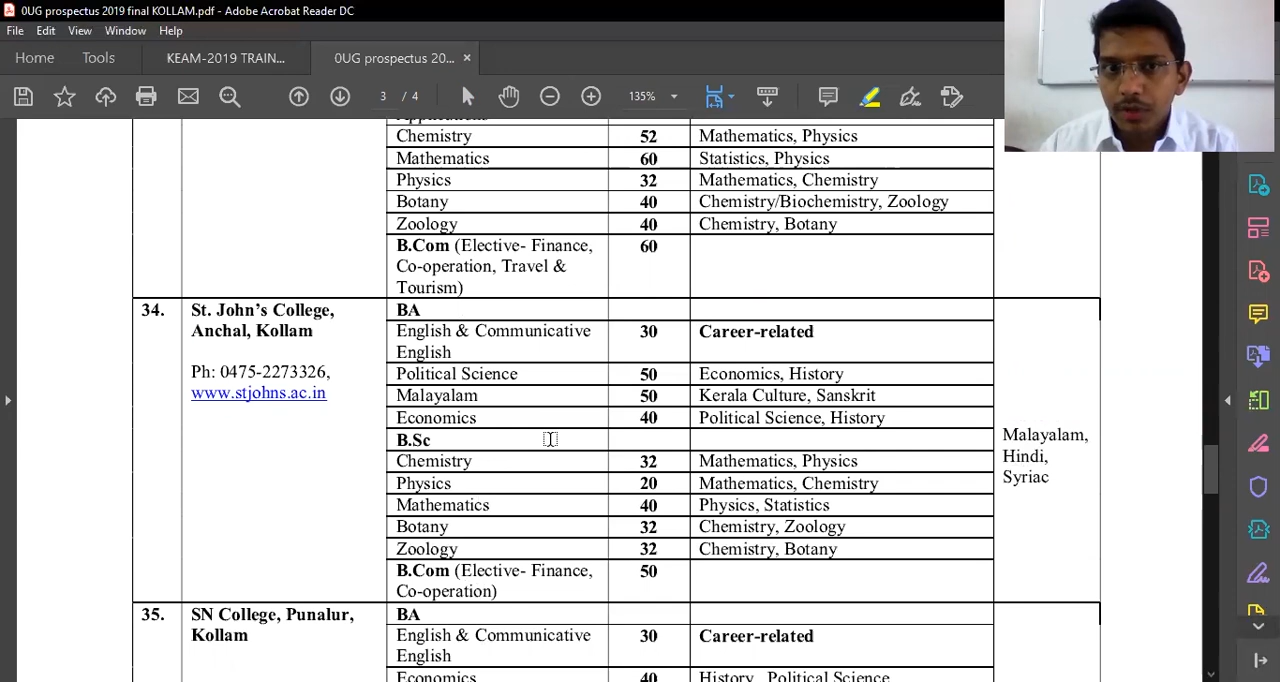 0UG prospectus 2019 final KOLLAM.pdf - Adobe Acrobat Reader DC
File Edit View Window Help
Home Tools KEAM-2019 TRAIN... 0UG prospectus 20... ×
3 / 4 135%
Chemistry 52 Mathematics, Physics
Mathematics 60 Statistics, Physics
Physics 32 Mathematics, Chemistry
Botany 40 Chemistry/Biochemistry, Zoology
Zoology 40 Chemistry, Botany
B.Com (Elective- Finance, 60
Co-operation, Travel &
Tourism)
34. St. John's College, BA
Anchal, Kollam English & Communicative 30 Career-related
English
Ph: 0475-2273326, Political Science 50 Economics, History
www.stjohns.ac.in Malayalam 50 Kerala Culture, Sanskrit
Economics 40 Political Science, History
B.Sc Malayalam,
Chemistry 32 Mathematics, Physics Hindi,
Physics 20 Mathematics, Chemistry Syriac
Mathematics 40 Physics, Statistics
Botany 32 Chemistry, Zoology
Zoology 32 Chemistry, Botany
B.Com (Elective- Finance, 50
Co-operation)
35. SN College, Punalur, BA
Kollam English & Communicative 30 Career-related
English
Economics 40 History, Political Science